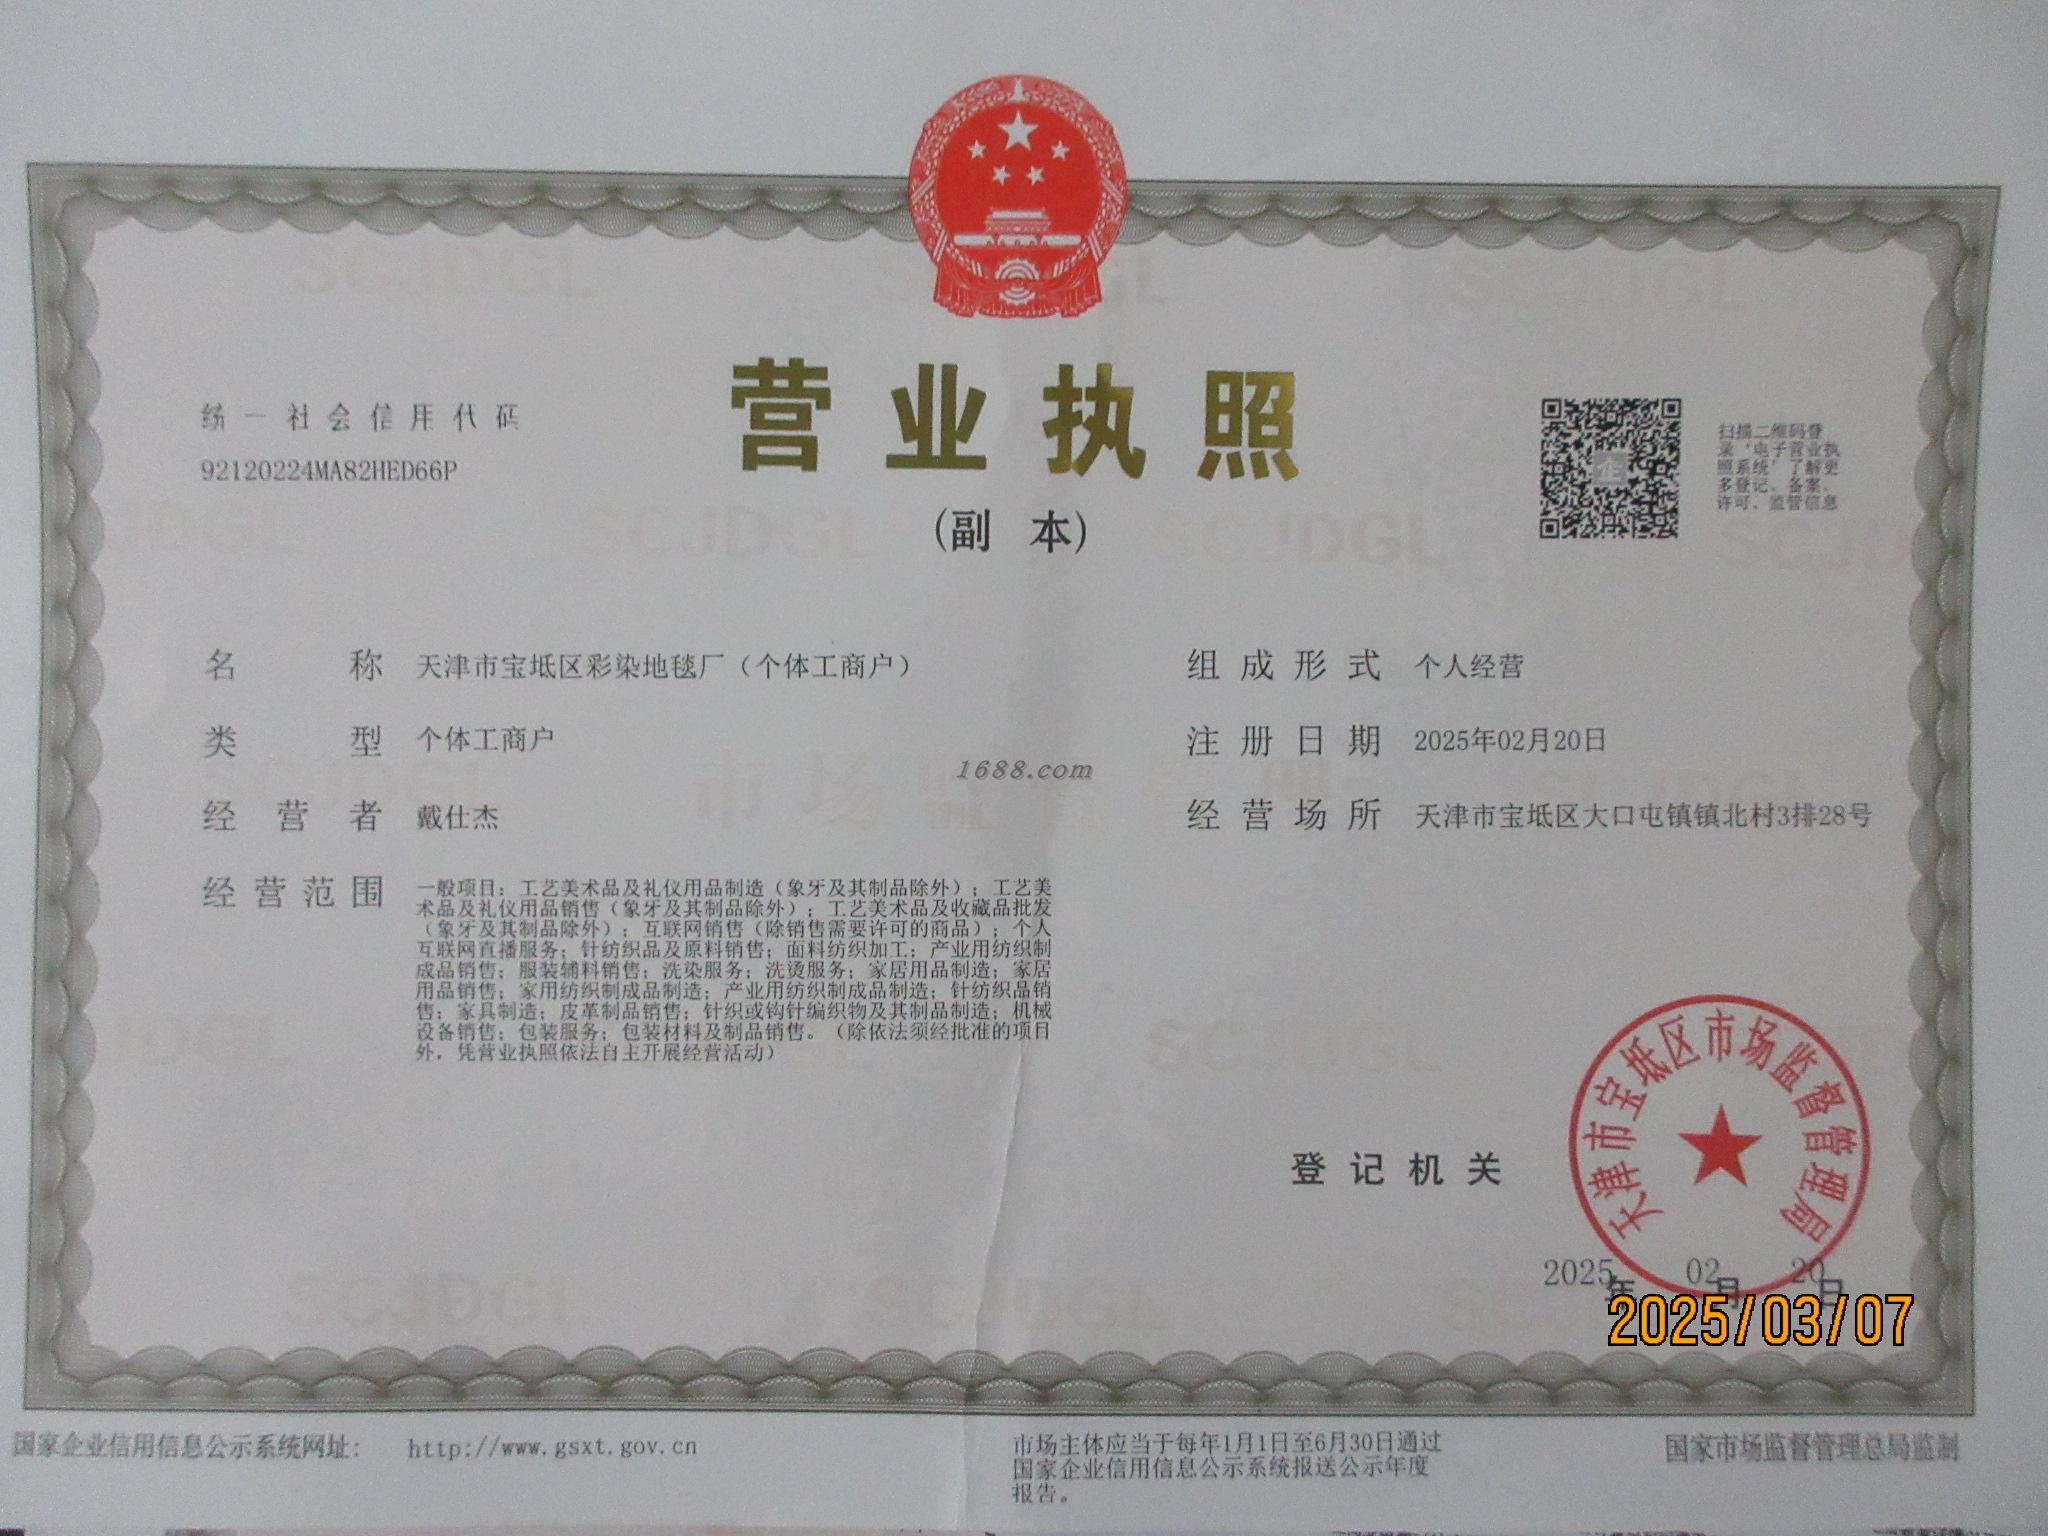 营业执照
(副 本)
统一社会信用代码
92120224MA82HED66P
扫描二维码登
录‘电子营业执
照系统’了解更
多登记、备案、
许可、监管信息
名 称 天津市宝坻区彩染地毯厂（个体工商户）
组成形式 个人经营
类 型 个体工商户
注册日期 2025年02月20日
1688.com
经营者 戴仕杰
经营场所 天津市宝坻区大口屯镇镇北村3排28号
经营范围 一般项目：工艺美术品及礼仪用品制造（象牙及其制品除外）；工艺美
术品及礼仪用品销售（象牙及其制品除外）；工艺美术品及收藏品批发
（象牙及其制品除外）；互联网销售（除销售需要许可的商品）；个人
互联网直播服务；针纺织品及原料销售；面料纺织加工；产业用纺织制
成品销售；服装辅料销售；洗染服务；洗烫服务；家居用品制造；家居
用品销售；家用纺织制成品制造；产业用纺织制成品制造；针纺织品销
售；家具制造；皮革制品销售；针织或钩针编织物及其制品制造；机械
设备销售；包装服务；包装材料及制品销售。（除依法须经批准的项目
外，凭营业执照依法自主开展经营活动）
登记机关
天津市宝坻区市场监督管理局
2025年 02月 20日
2025/03/07
国家企业信用信息公示系统网址： http://www.gsxt.gov.cn
市场主体应当于每年1月1日至6月30日通过
国家企业信用信息公示系统报送公示年度
报告。
国家市场监督管理总局监制